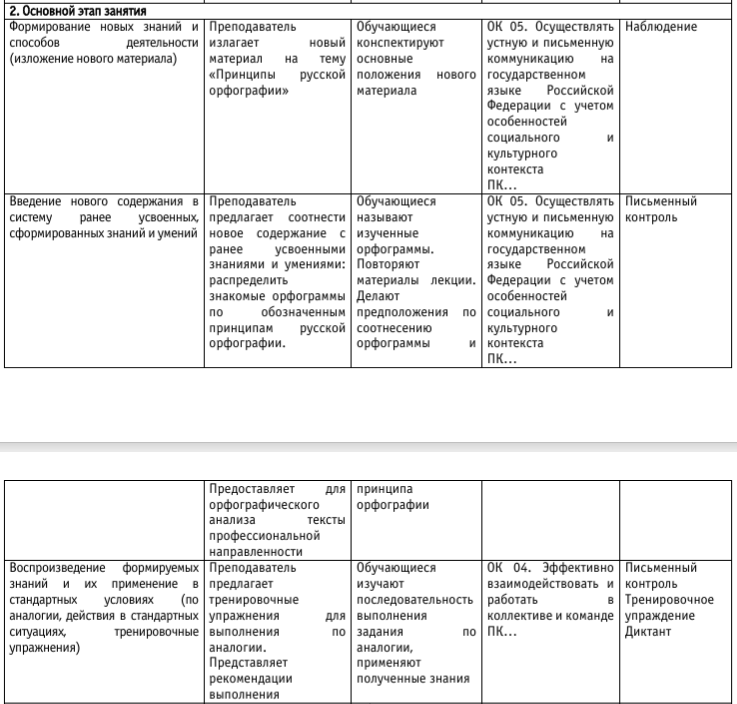 2. Основной этап занятия
Формирование новых знаний и
способов деятельности
(изложение нового материала)
Преподаватель
излагает новый
материал на тему
«Принципы русской
орфографии»
Обучающиеся
конспектируют
основные
положения нового
материала
ОК 05. Осуществлять
устную и письменную
коммуникацию на
государственном
языке Российской
Федерации с учетом
особенностей
социального и
культурного
контекста
ПК...
Наблюдение
Введение нового содержания в
систему ранее усвоенных,
сформированных знаний и умений
Преподаватель
предлагает соотнести
новое содержание с
ранее усвоенными
знаниями и умениями:
распределить
знакомые орфограммы
по обозначенным
принципам русской
орфографии.
Обучающиеся
называют
изученные
орфограммы.
Повторяют
материалы лекции.
Делают
предположения по
соотнесению
орфограммы и
ОК 05. Осуществлять
устную и письменную
коммуникацию на
государственном
языке Российской
Федерации с учетом
особенностей
социального и
культурного
контекста
ПК...
Письменный
контроль
Предоставляет для
орфографического
анализа тексты
профессиональной
направленности
принципа
орфографии
Воспроизведение формируемых
знаний и их применение в
стандартных условиях (по
аналогии, действия в стандартных
ситуациях, тренировочные
упражнения)
Преподаватель
предлагает
тренировочные
упражнения для
выполнения по
аналогии.
Представляет
рекомендации
выполнения
Обучающиеся
изучают
последовательность
выполнения
задания по
аналогии,
применяют
полученные знания
ОК 04. Эффективно
взаимодействовать и
работать в
коллективе и команде
ПК...
Письменный
контроль
Тренировочное
упраждение
Диктант